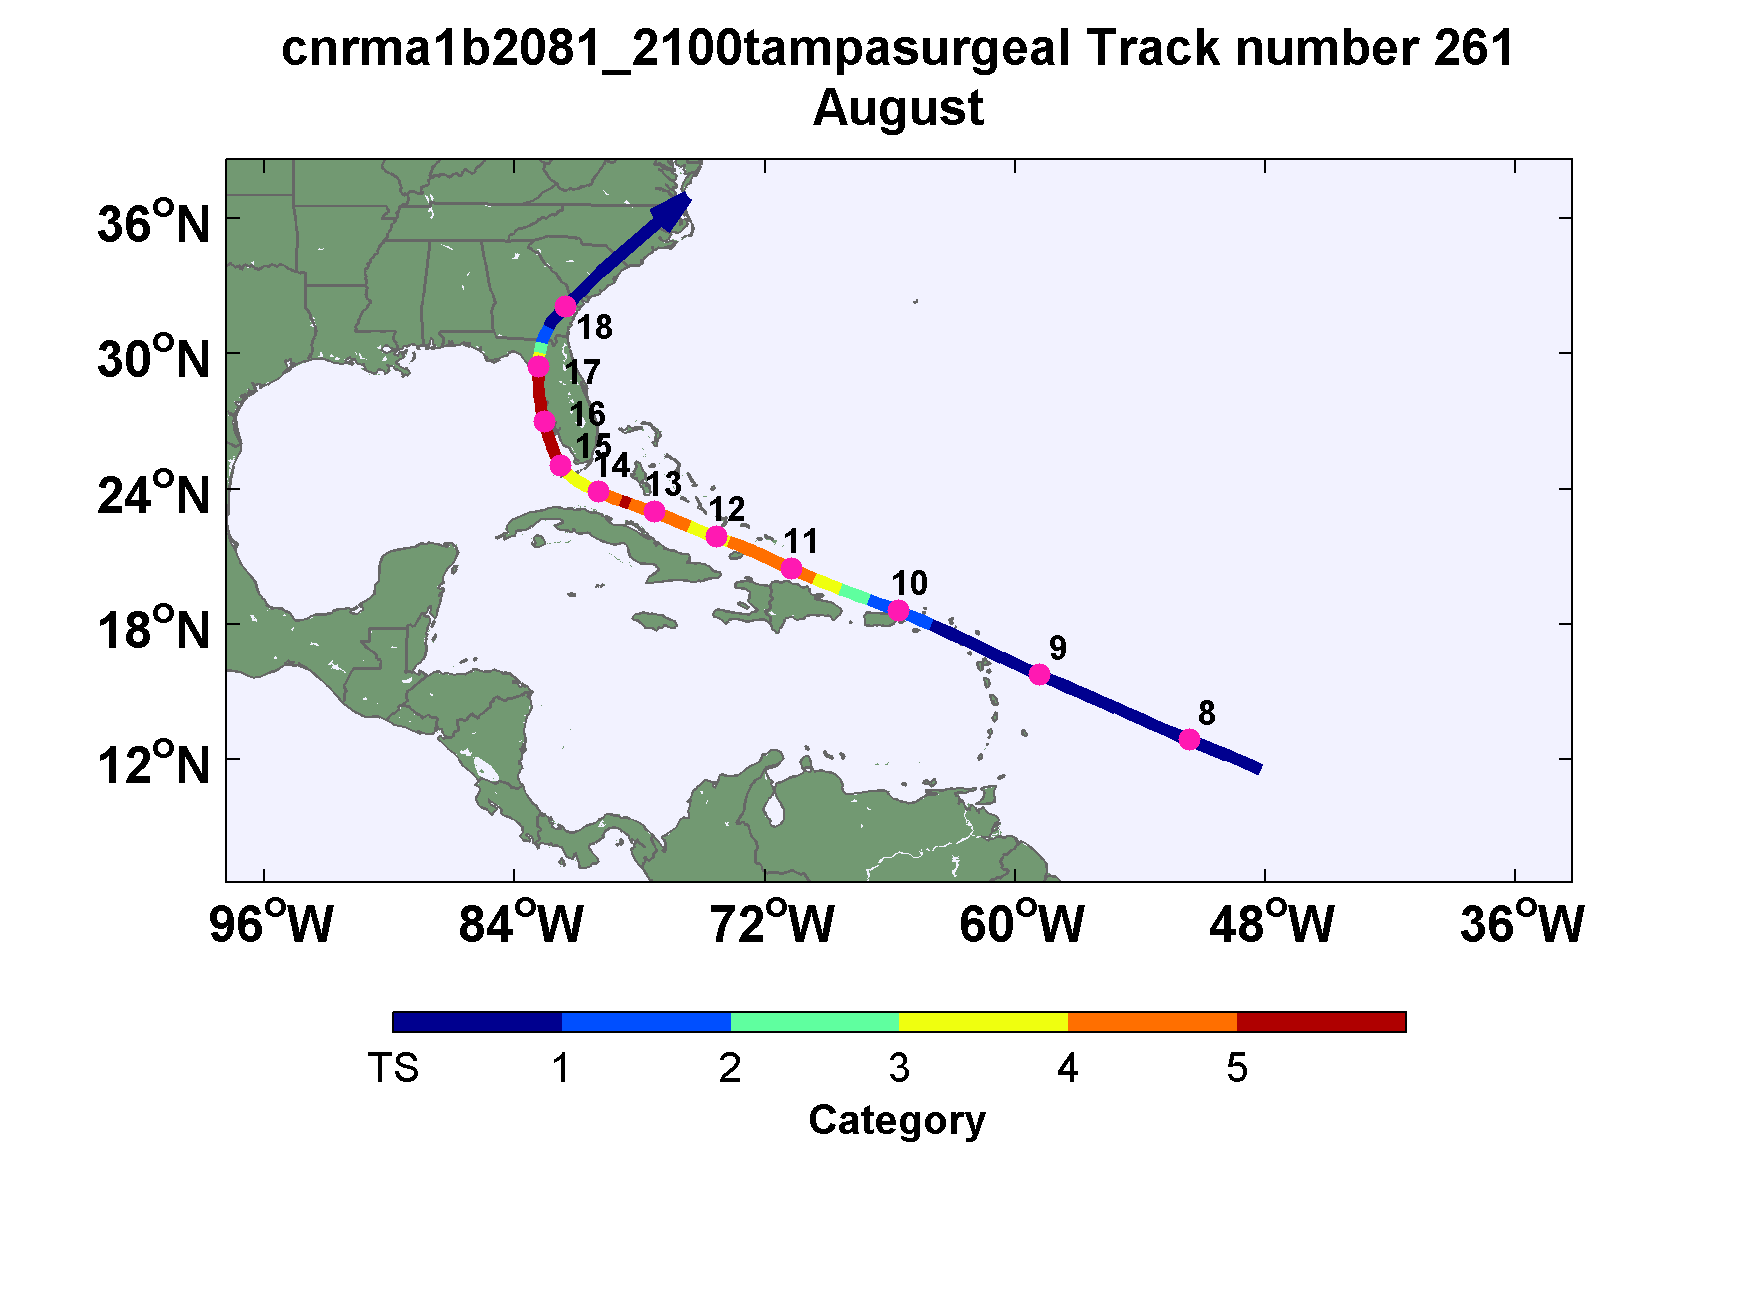 cnrma1b2081_2100tampasurgeal Track number 261
August
36°N
30°N
24°N
18°N
12°N
18
17
16
15
14
13
12
11
10
9
8
96°W 84°W 72°W 60°W 48°W 36°W
TS 1 2 3 4 5
Category